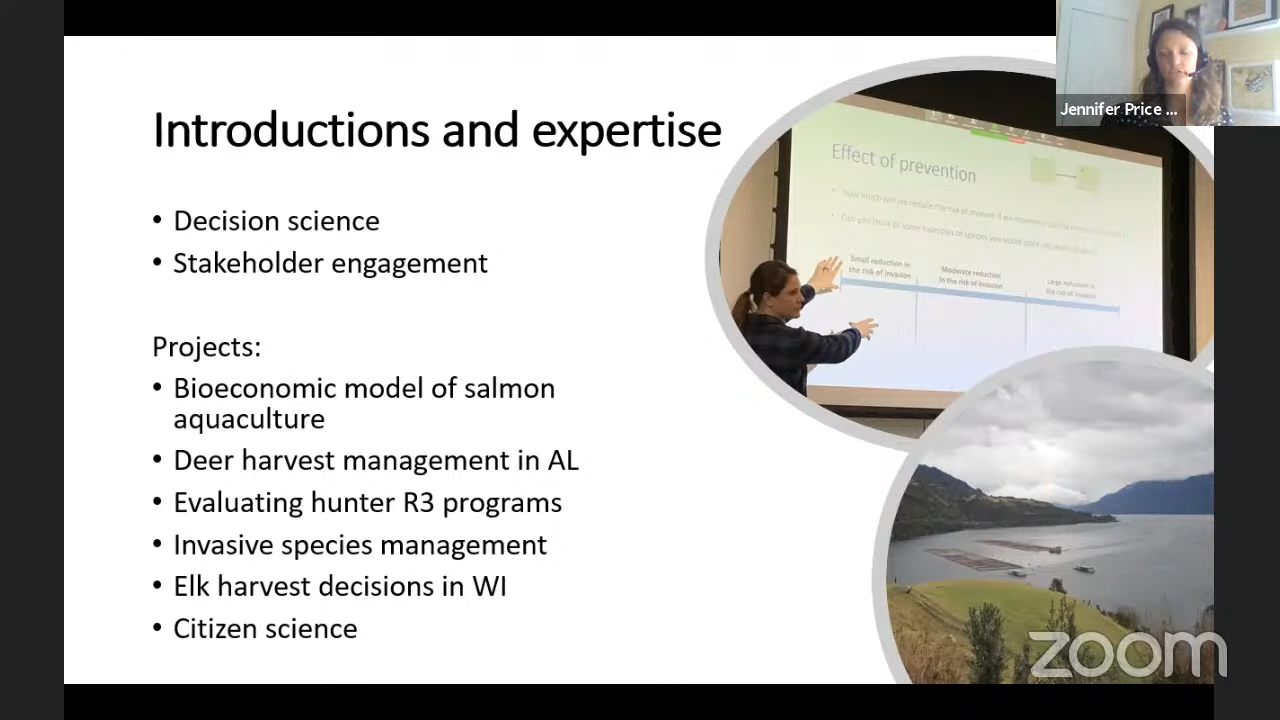 Jennifer Price ...
Introductions and expertise
• Decision science
• Stakeholder engagement
Projects:
• Bioeconomic model of salmon
aquaculture
• Deer harvest management in AL
• Evaluating hunter R3 programs
• Invasive species management
• Elk harvest decisions in WI
• Citizen science
Effect of prevention
Small reduction in
the risk of invasion
Moderate reduction
in the risk of invasion
Large reduction in
the risk of invasion
zoom